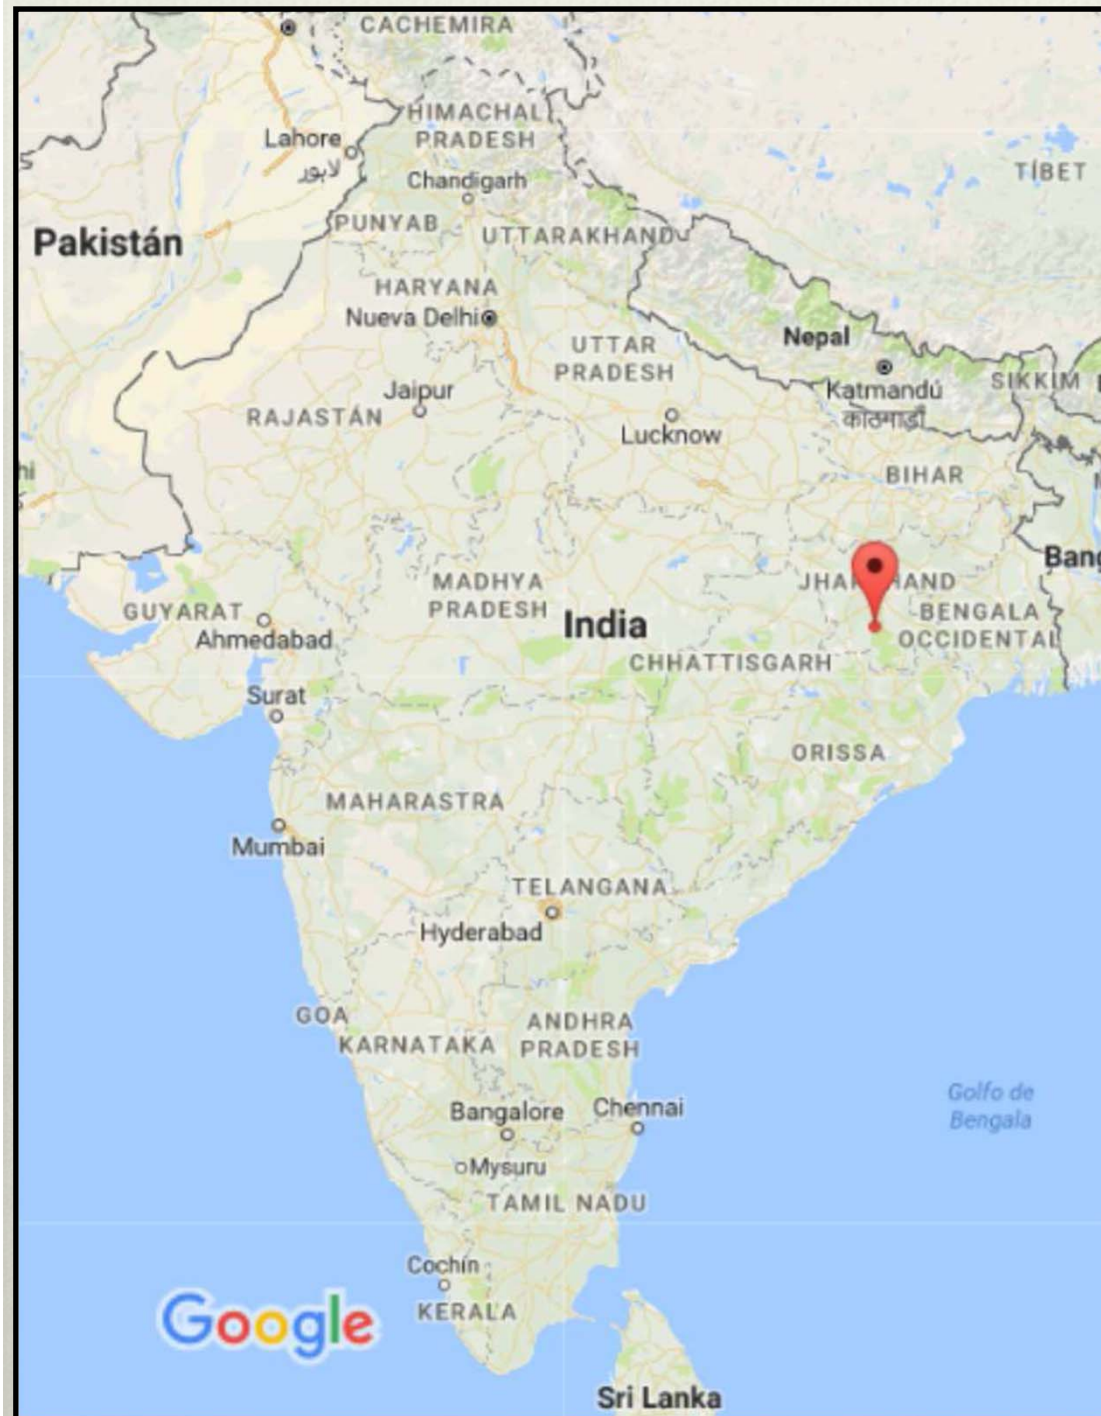 CACHEMIRA
HIMACHAL
PRADESH
Lahore
لاہور
TÍBET
Chandigarh
PUNYAB
UTTARAKHAND
Pakistán
HARYANA
Nueva Delhi
UTTAR
PRADESH
Nepal
Katmandú
काठमाडौँ
SIKKIM
Jaipur
RAJASTÁN
Lucknow
BIHAR
hi
Bang
MADHYA
PRADESH
India
GUYARAT
Ahmedabad
BENGALA
OCCIDENTAL
CHHATTISGARH
Surat
ORISSA
MAHARASTRA
Mumbai
TELANGANA
Hyderabad
GOA
KARNATAKA
ANDHRA
PRADESH
Golfo de
Bengala
Bangalore
Chennai
Mysuru
TAMIL NADU
Cochín
KERALA
Google
Sri Lanka